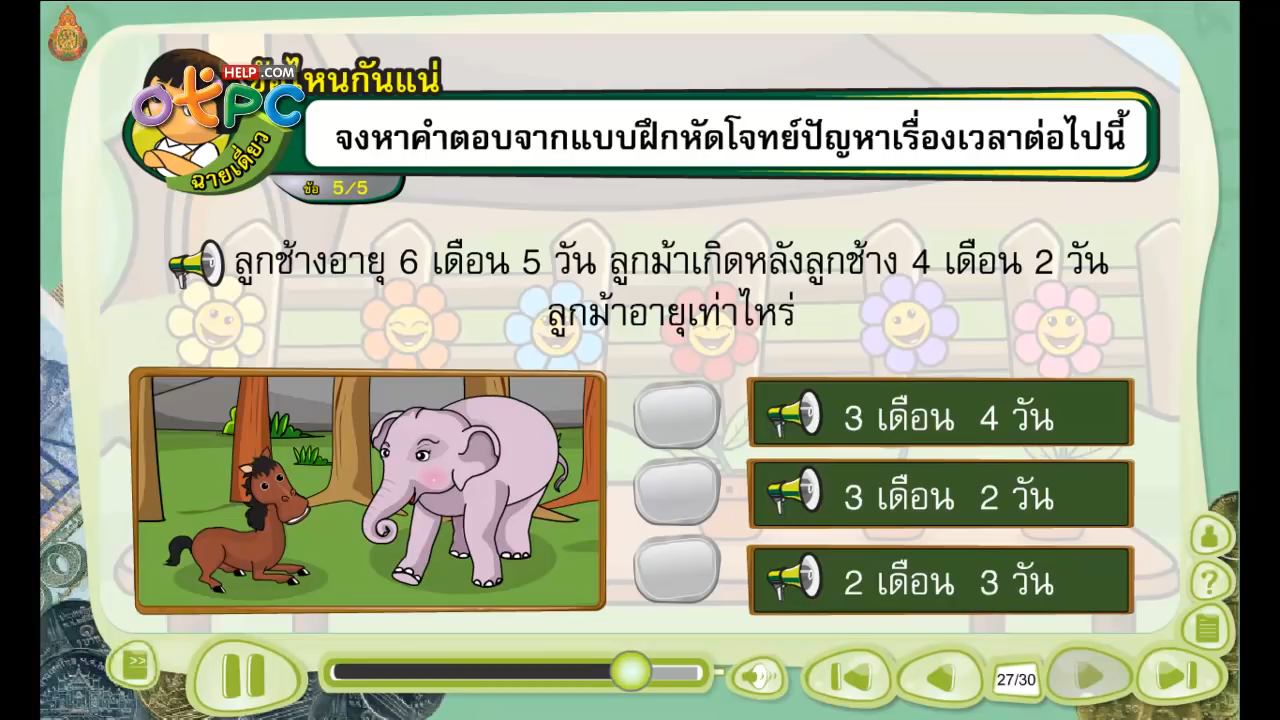 HELP.COM
OTPC
ไหนกันแน่
จงหาคำตอบจากแบบฝึกหัดโจทย์ปัญหาเรื่องเวลาต่อไปนี้
ฉายเดี่ยว
ข้อ 5/5
ลูกช้างอายุ 6 เดือน 5 วัน ลูกม้าเกิดหลังลูกช้าง 4 เดือน 2 วัน
ลูกม้าอายุเท่าไหร่
3 เดือน 4 วัน
3 เดือน 2 วัน
2 เดือน 3 วัน
>>
?
27/30